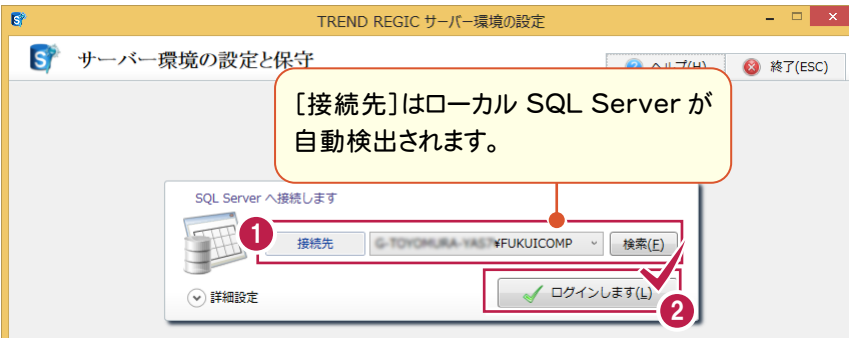 TREND REGIC サーバー環境の設定
サーバー環境の設定と保守
ヘルプ(H)
終了(ESC)
[接続先]はローカル SQL Server が
自動検出されます。
SQL Server へ接続します
1
接続先
¥FUKUICOMP
検索(F)
詳細設定
ログインします(L)
2